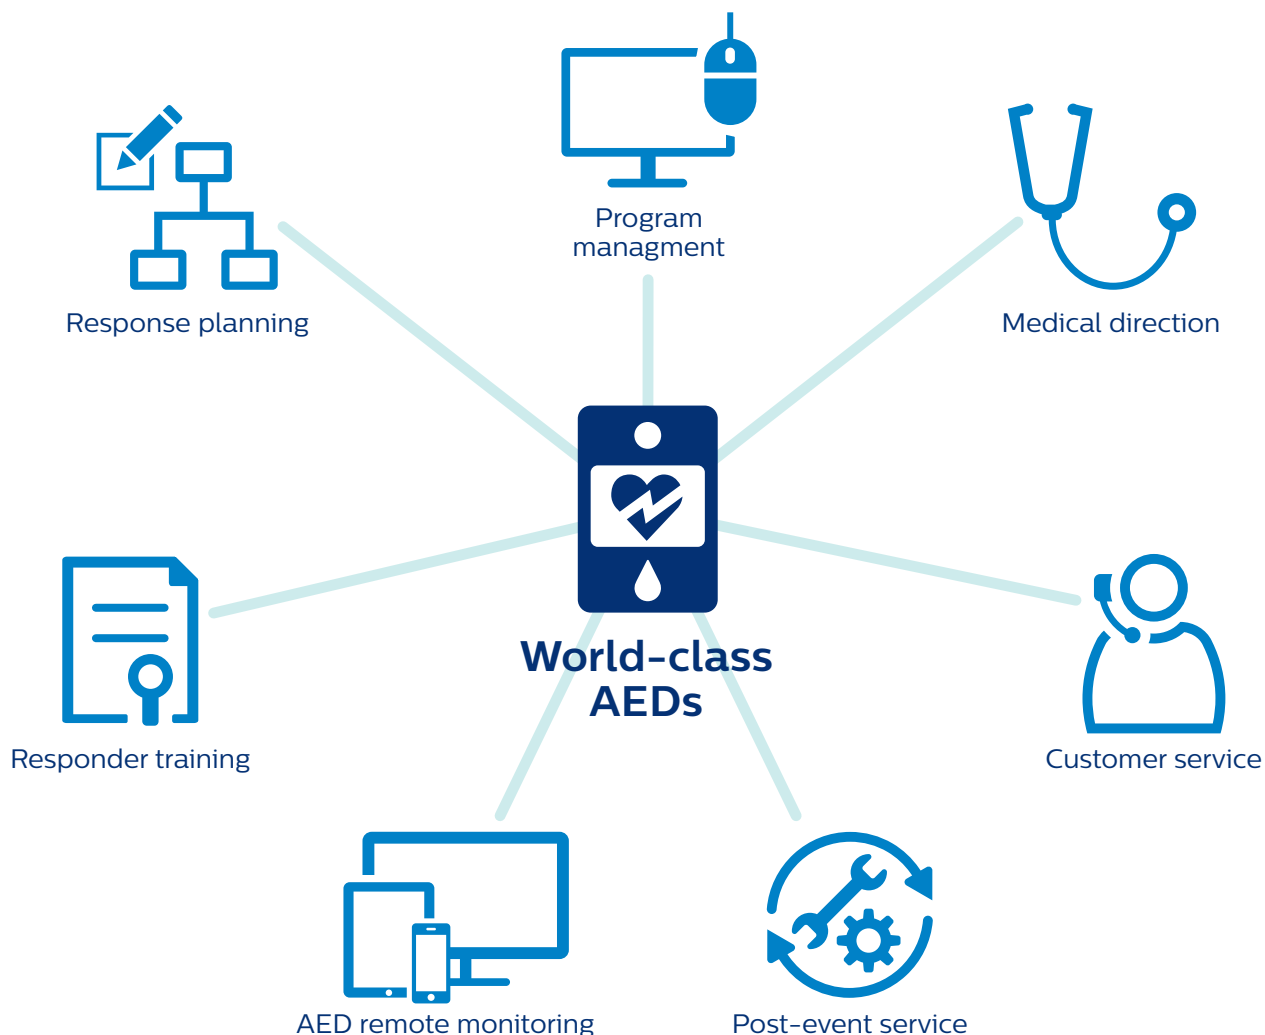 Program
managment
Response planning
Medical direction
World-class
AEDs
Responder training
Customer service
AED remote monitoring
Post-event service